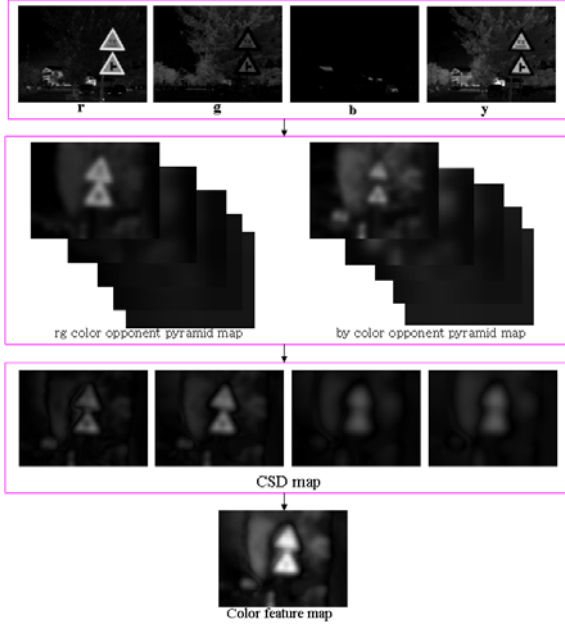 r
g
b
y
rg color opponent pyramid map
by color opponent pyramid map
CSD map
Color feature map